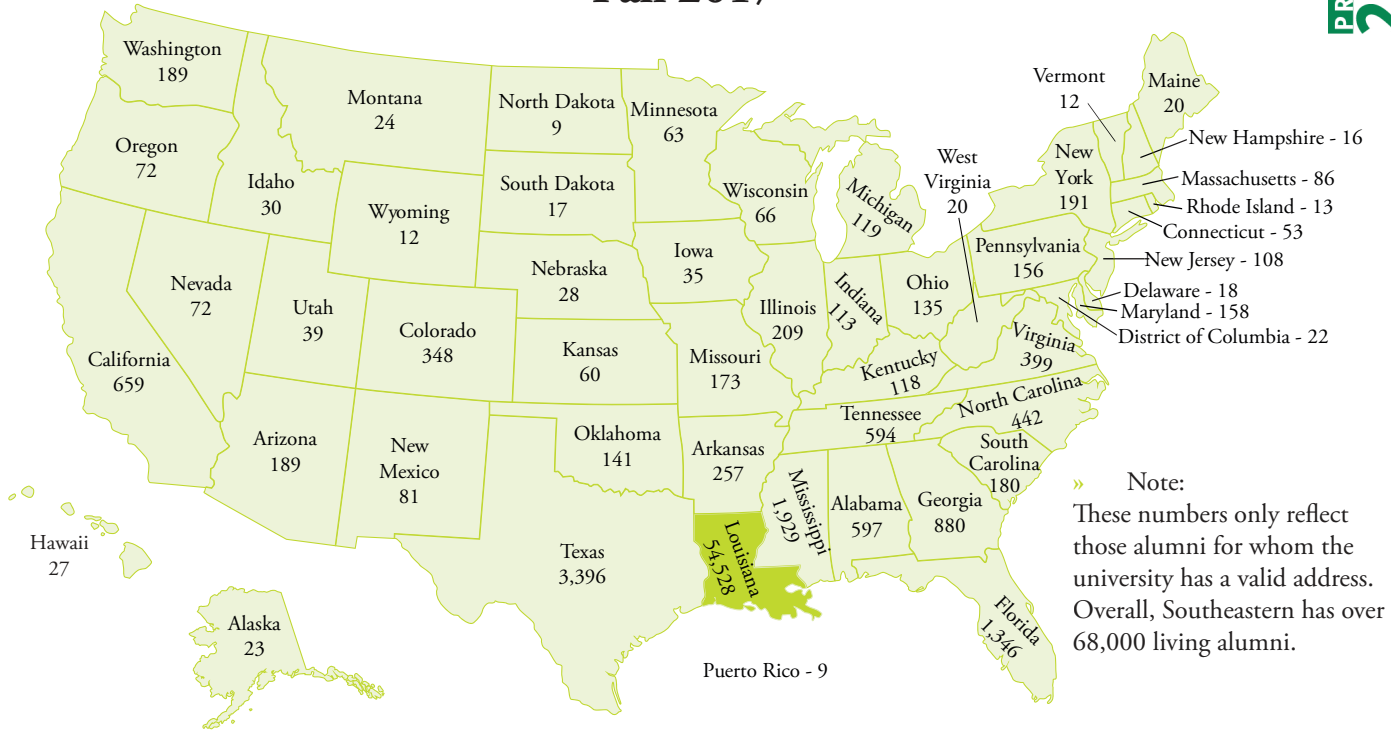 Fall 2017
PR
Washington
189
Oregon
72
Idaho
30
Montana
24
North Dakota
9
Minnesota
63
South Dakota
17
Wyoming
12
Wisconsin
66
Michigan
119
Vermont
12
Maine
20
New Hampshire - 16
Massachusetts - 86
Rhode Island - 13
Connecticut - 53
New
York
191
West
Virginia
20
Pennsylvania
156
New Jersey - 108
Delaware - 18
Maryland - 158
District of Columbia - 22
Nevada
72
Utah
39
California
659
Colorado
348
Nebraska
28
Iowa
35
Illinois
209
Indiana
113
Ohio
135
Kansas
60
Missouri
173
Kentucky
118
Virginia
399
Tennessee
594
North Carolina
442
South
Carolina
180
Arizona
189
New
Mexico
81
Oklahoma
141
Arkansas
257
Mississippi
1,929
Alabama
597
Georgia
880
Louisiana
54,528
Texas
3,396
Florida
1,346
Hawaii
27
Alaska
23
Puerto Rico - 9
» Note:
These numbers only reflect
those alumni for whom the
university has a valid address.
Overall, Southeastern has over
68,000 living alumni.